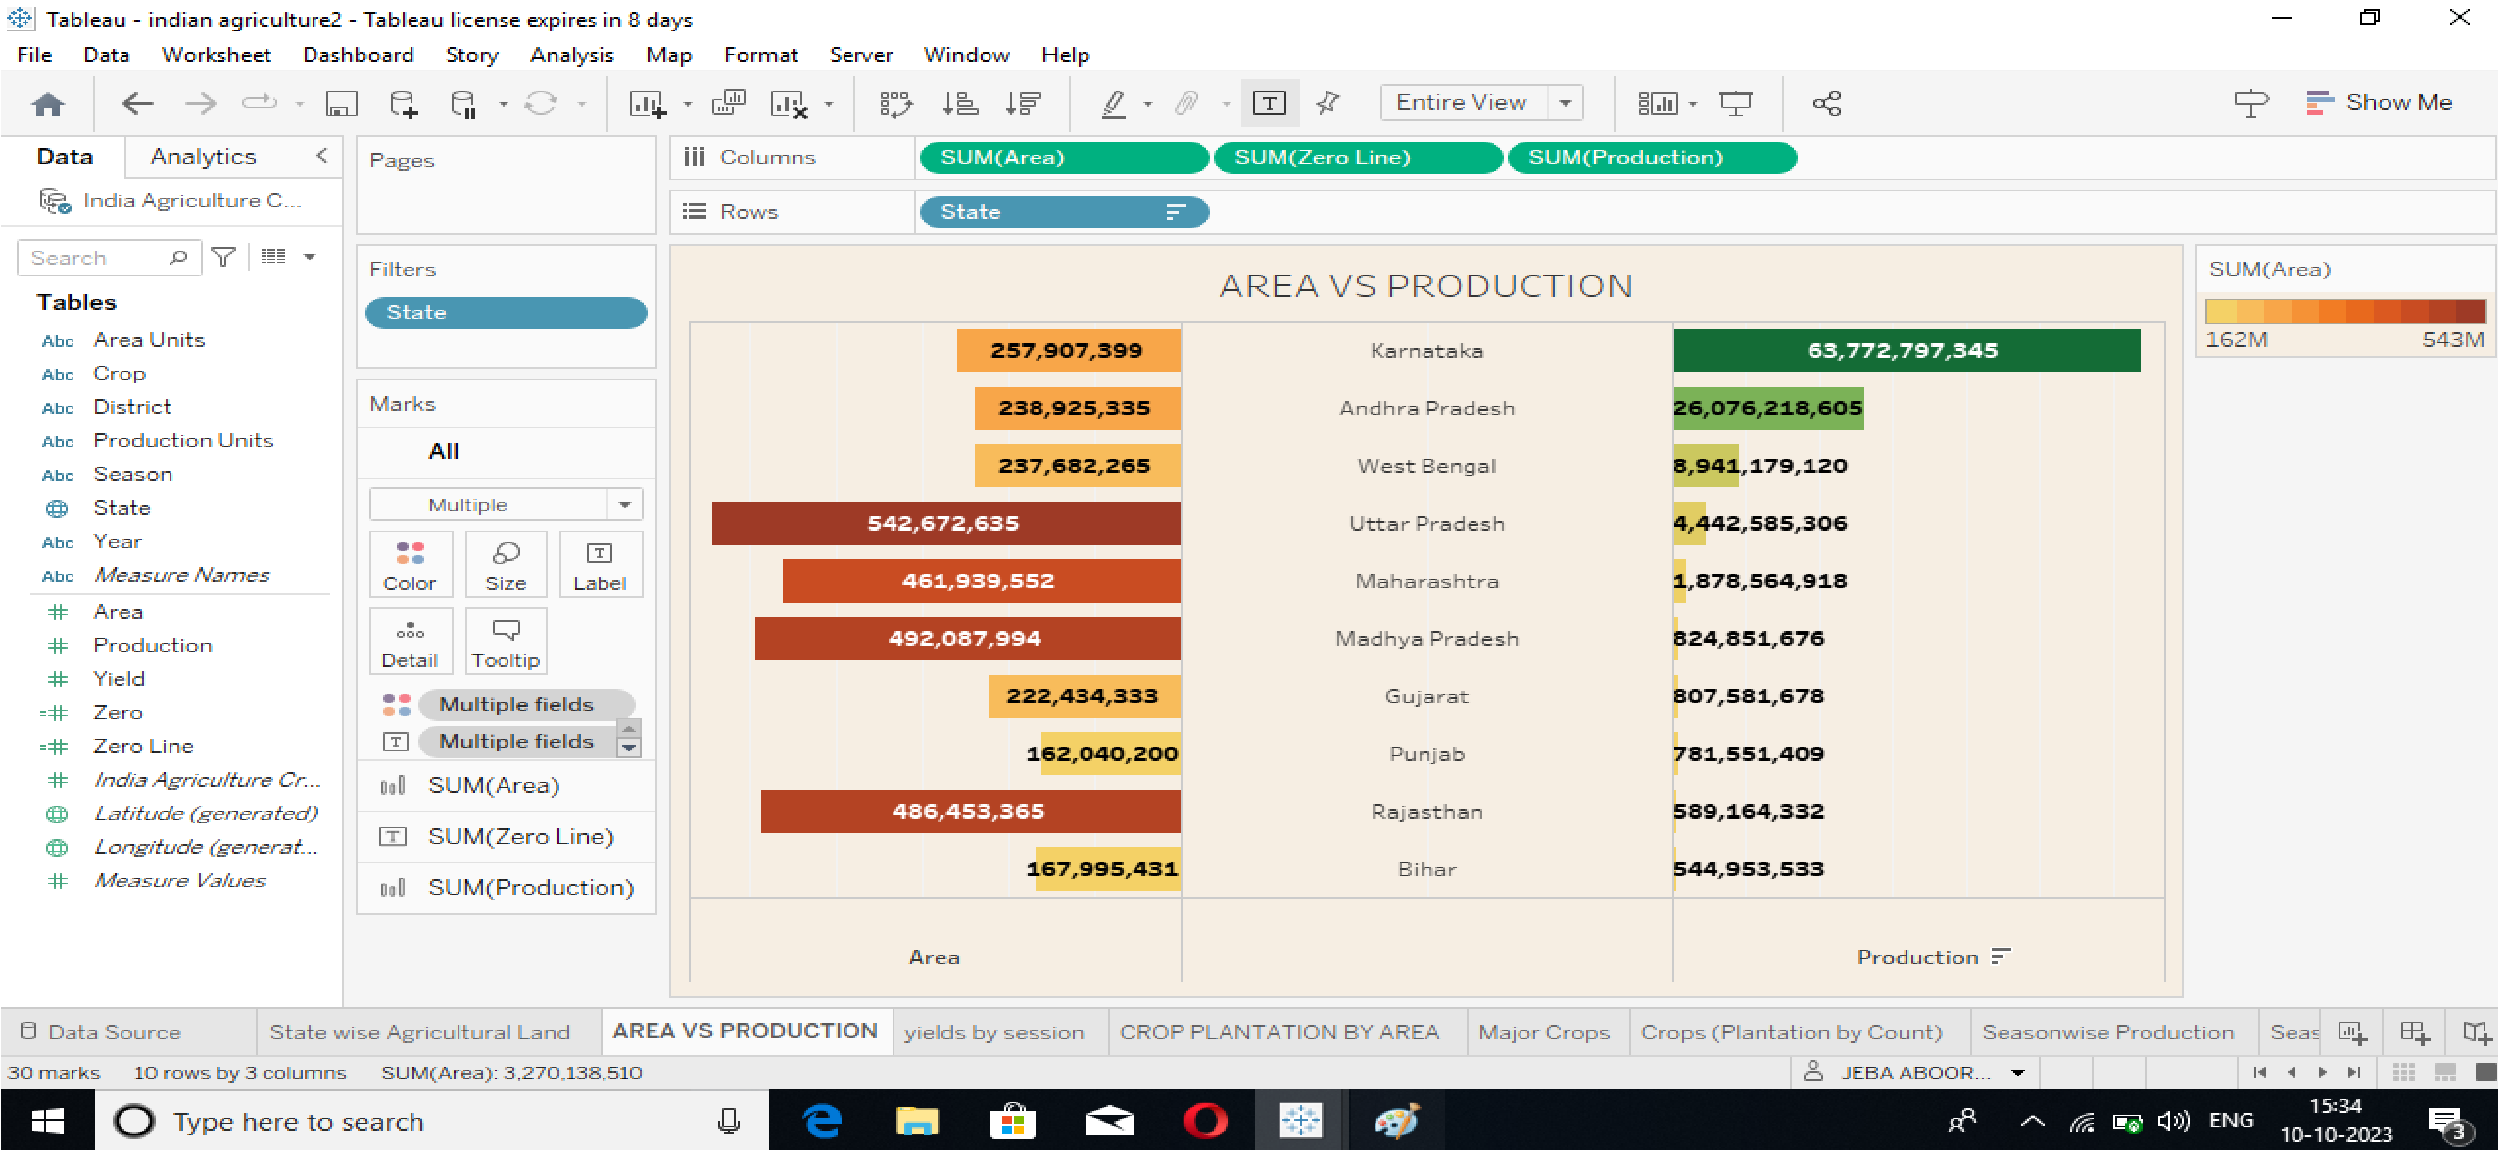 Tableau - indian agriculture2 - Tableau license expires in 8 days
File Data Worksheet Dashboard Story Analysis Map Format Server Window Help
Entire View
Show Me
Data Analytics
India Agriculture C...
Search
Tables
Abc Area Units
Abc Crop
Abc District
Abc Production Units
Abc Season
State
Abc Year
Abc Measure Names
# Area
# Production
# Yield
=# Zero
=# Zero Line
# India Agriculture Cr...
Latitude (generated)
Longitude (generat...
# Measure Values
Pages
Filters
State
Marks
All
Multiple
Color Size Label
Detail Tooltip
Multiple fields
Multiple fields
SUM(Area)
SUM(Zero Line)
SUM(Production)
Columns SUM(Area) SUM(Zero Line) SUM(Production)
Rows State
AREA VS PRODUCTION
257,907,399 Karnataka 63,772,797,345
238,925,335 Andhra Pradesh 26,076,218,605
237,682,265 West Bengal 8,941,179,120
542,672,635 Uttar Pradesh 4,442,585,306
461,939,552 Maharashtra 1,878,564,918
492,087,994 Madhya Pradesh 824,851,676
222,434,333 Gujarat 807,581,678
162,040,200 Punjab 781,551,409
486,453,365 Rajasthan 589,164,332
167,995,431 Bihar 544,953,533
Area Production
SUM(Area)
162M 543M
Data Source State wise Agricultural Land AREA VS PRODUCTION yields by session CROP PLANTATION BY AREA Major Crops Crops (Plantation by Count) Seasonwise Production Seas
30 marks 10 rows by 3 columns SUM(Area): 3,270,138,510 JEBA ABOOR...
Type here to search
ENG
15:34
10-10-2023
3